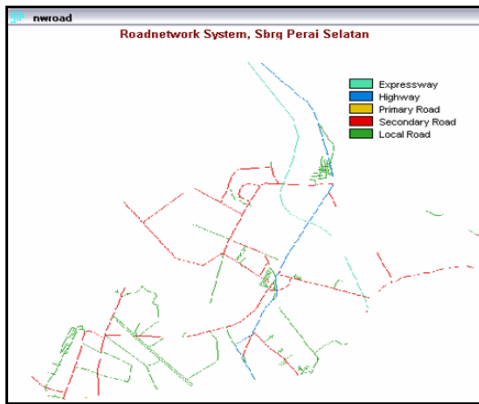 nwroad
Roadnetwork System, Sbrg Perai Selatan
Expressway
Highway
Primary Road
Secondary Road
Local Road